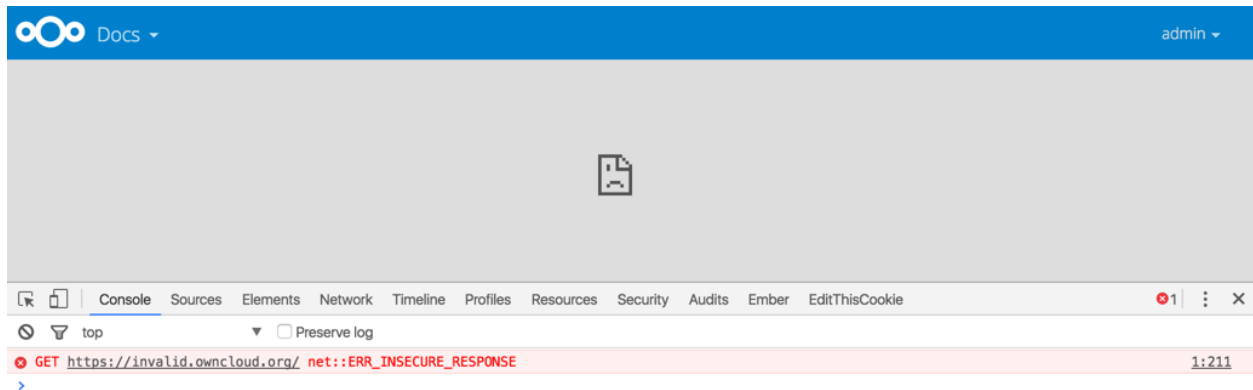 Docs admin
Console Sources Elements Network Timeline Profiles Resources Security Audits Ember EditThisCookie 1
top Preserve log
GET https://invalid.owncloud.org/ net::ERR_INSECURE_RESPONSE 1:211